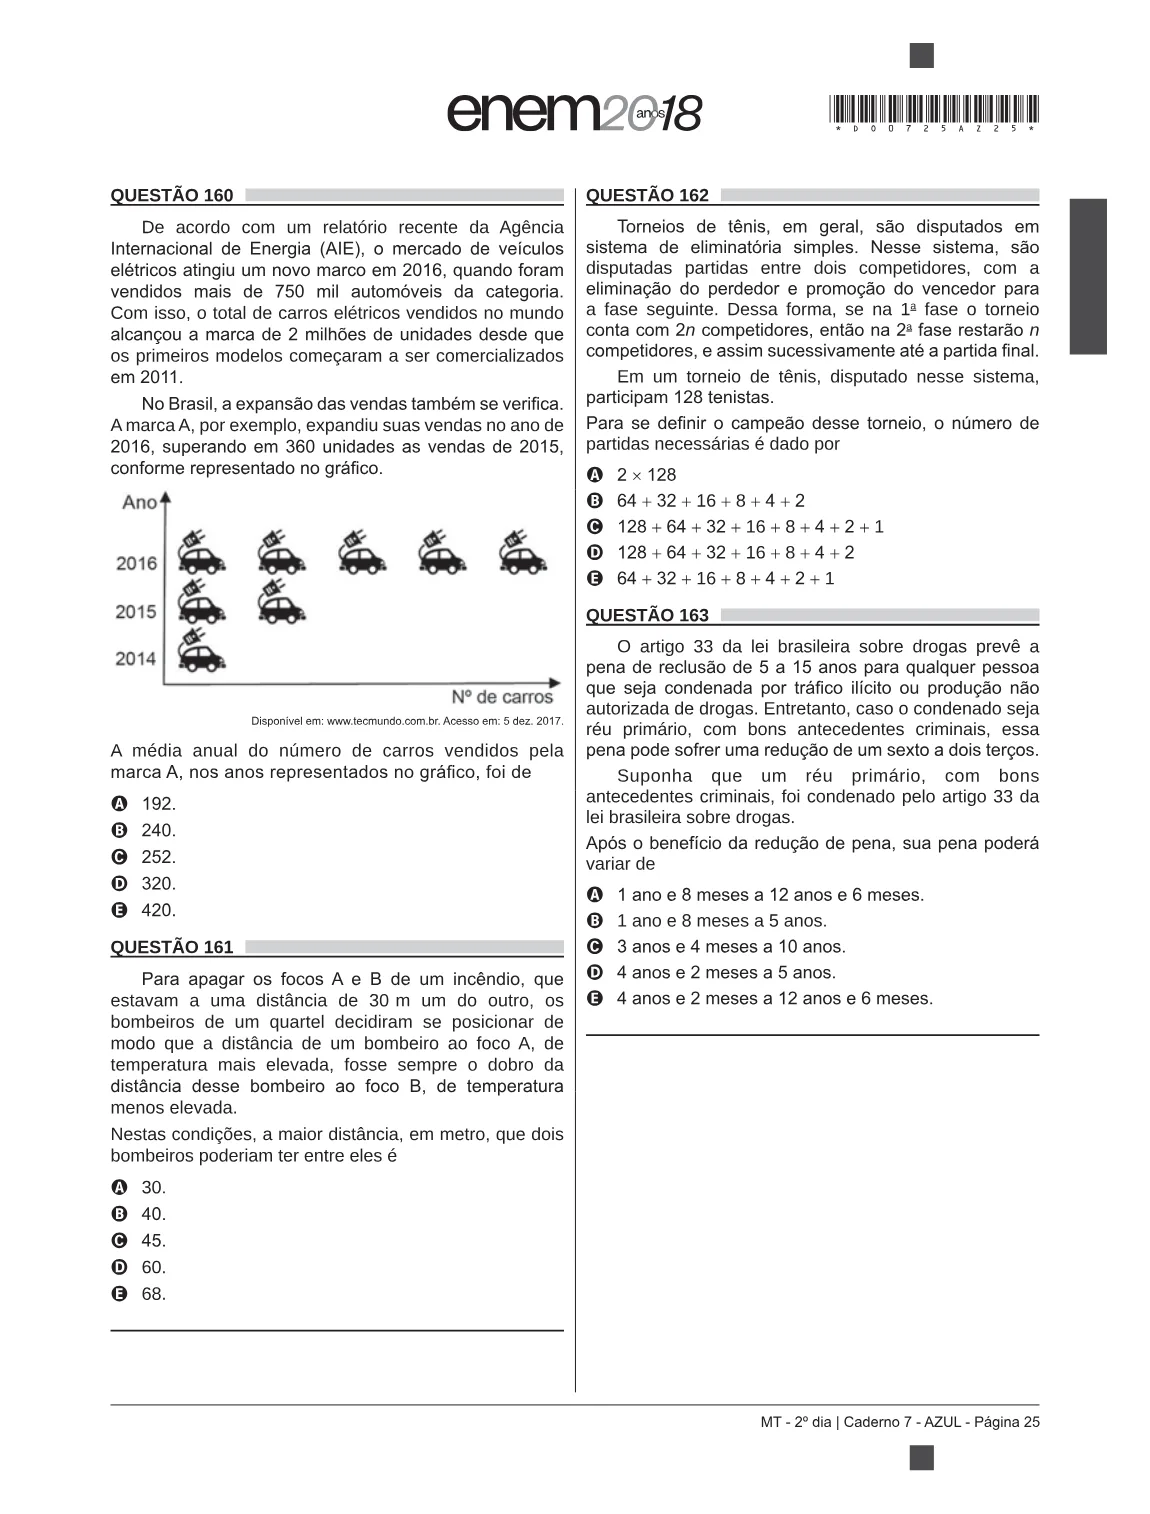 enem2018
anos
*D00725AZ25*
QUESTÃO 160
De acordo com um relatório recente da Agência
Internacional de Energia (AIE), o mercado de veículos
elétricos atingiu um novo marco em 2016, quando foram
vendidos mais de 750 mil automóveis da categoria.
Com isso, o total de carros elétricos vendidos no mundo
alcançou a marca de 2 milhões de unidades desde que
os primeiros modelos começaram a ser comercializados
em 2011.
No Brasil, a expansão das vendas também se verifica.
A marca A, por exemplo, expandiu suas vendas no ano de
2016, superando em 360 unidades as vendas de 2015,
conforme representado no gráfico.
Ano
2016
2015
2014
Nº de carros
Disponível em: www.tecmundo.com.br. Acesso em: 5 dez. 2017.
A média anual do número de carros vendidos pela
marca A, nos anos representados no gráfico, foi de
A 192.
B 240.
C 252.
D 320.
E 420.
QUESTÃO 161
Para apagar os focos A e B de um incêndio, que
estavam a uma distância de 30 m um do outro, os
bombeiros de um quartel decidiram se posicionar de
modo que a distância de um bombeiro ao foco A, de
temperatura mais elevada, fosse sempre o dobro da
distância desse bombeiro ao foco B, de temperatura
menos elevada.
Nestas condições, a maior distância, em metro, que dois
bombeiros poderiam ter entre eles é
A 30.
B 40.
C 45.
D 60.
E 68.
QUESTÃO 162
Torneios de tênis, em geral, são disputados em
sistema de eliminatória simples. Nesse sistema, são
disputadas partidas entre dois competidores, com a
eliminação do perdedor e promoção do vencedor para
a fase seguinte. Dessa forma, se na 1ª fase o torneio
conta com 2n competidores, então na 2ª fase restarão n
competidores, e assim sucessivamente até a partida final.
Em um torneio de tênis, disputado nesse sistema,
participam 128 tenistas.
Para se definir o campeão desse torneio, o número de
partidas necessárias é dado por
A 2 × 128
B 64 + 32 + 16 + 8 + 4 + 2
C 128 + 64 + 32 + 16 + 8 + 4 + 2 + 1
D 128 + 64 + 32 + 16 + 8 + 4 + 2
E 64 + 32 + 16 + 8 + 4 + 2 + 1
QUESTÃO 163
O artigo 33 da lei brasileira sobre drogas prevê a
pena de reclusão de 5 a 15 anos para qualquer pessoa
que seja condenada por tráfico ilícito ou produção não
autorizada de drogas. Entretanto, caso o condenado seja
réu primário, com bons antecedentes criminais, essa
pena pode sofrer uma redução de um sexto a dois terços.
Suponha que um réu primário, com bons
antecedentes criminais, foi condenado pelo artigo 33 da
lei brasileira sobre drogas.
Após o benefício da redução de pena, sua pena poderá
variar de
A 1 ano e 8 meses a 12 anos e 6 meses.
B 1 ano e 8 meses a 5 anos.
C 3 anos e 4 meses a 10 anos.
D 4 anos e 2 meses a 5 anos.
E 4 anos e 2 meses a 12 anos e 6 meses.
MT - 2º dia | Caderno 7 - AZUL - Página 25